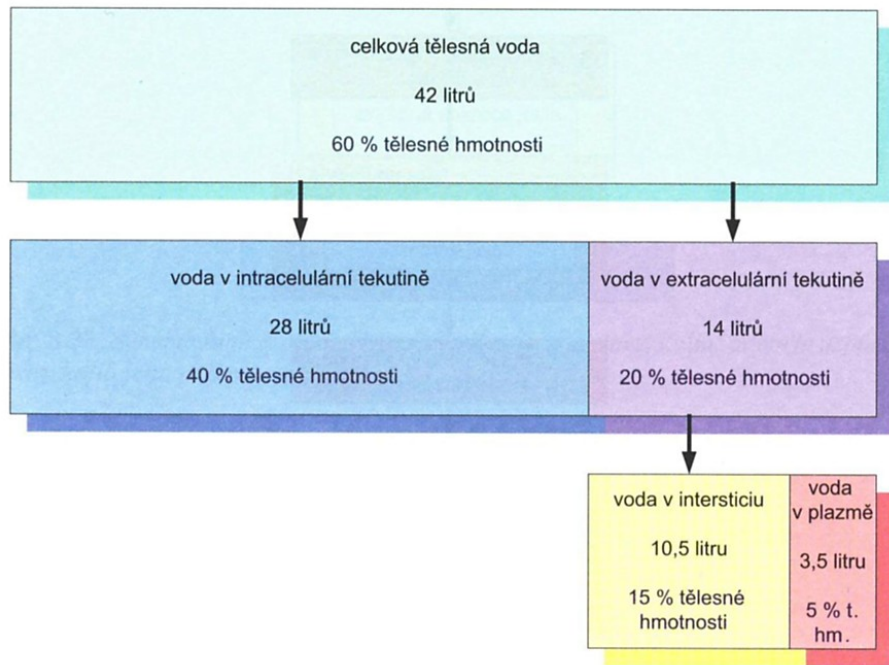 celková tělesná voda
42 litrů
60 % tělesné hmotnosti
voda v intracelulární tekutině
28 litrů
40 % tělesné hmotnosti
voda v extracelulární tekutině
14 litrů
20 % tělesné hmotnosti
voda v intersticiu
10,5 litru
15 % tělesné
hmotnosti
voda
v plazmě
3,5 litru
5 % t.
hm.